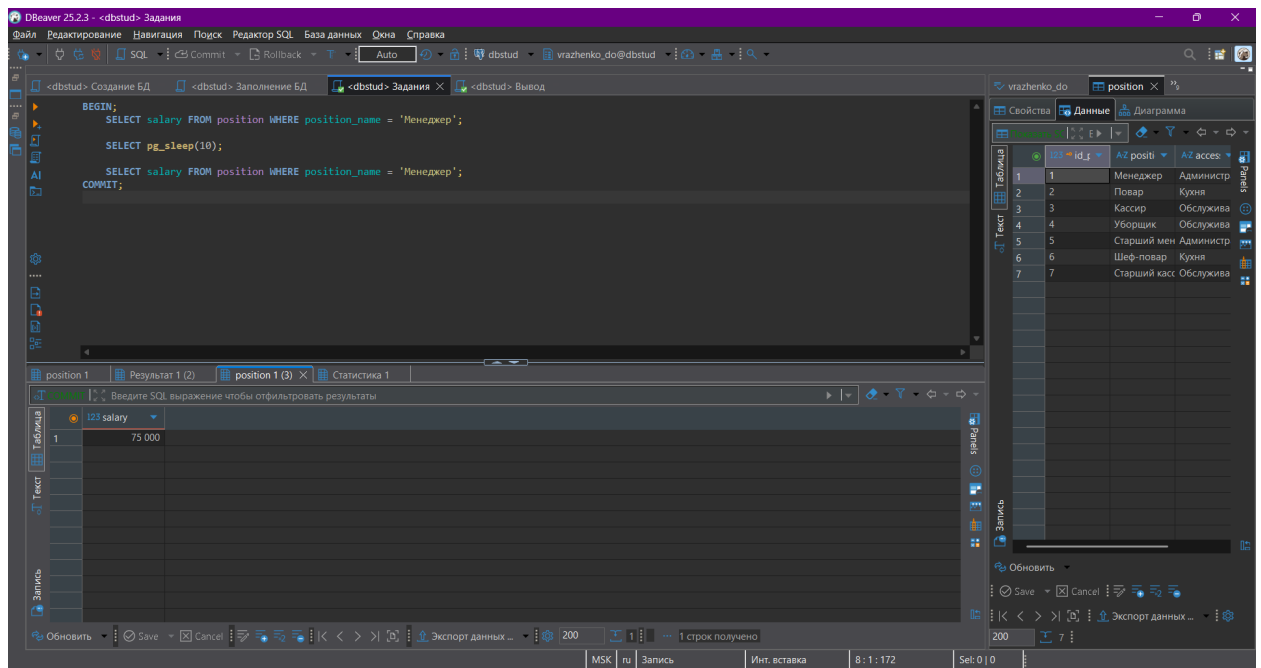 DBeaver 25.2.3 - <dbstud> Задания
Файл Редактирование Навигация Поиск Редактор SQL База данных Окна Справка
SQL Commit Rollback T Auto dbstud vrazhenko_do@dbstud
<dbstud> Создание БД <dbstud> Заполнение БД <dbstud> Задания <dbstud> Вывод
BEGIN;
SELECT salary FROM position WHERE position_name = 'Менеджер';
SELECT pg_sleep(10);
SELECT salary FROM position WHERE position_name = 'Менеджер';
COMMIT;
position 1 Результат 1 (2) position 1 (3) Статистика 1
Введите SQL выражение чтобы отфильтровать результаты
Таблица
Текст
Запись
123 salary
1 75 000
Panels
Обновить Save Cancel Экспорт данных ... 200 1 ... 1 строк получено
vrazhenko_do position
Свойства Данные Диаграмма
Таблица
Текст
Запись
AZ positi AZ acces
1 1 Менеджер Администр
2 2 Повар Кухня
3 3 Кассир Обслужива
4 4 Уборщик Обслужива
5 5 Старший мен Администр
6 6 Шеф-повар Кухня
7 7 Старший касс Обслужива
Panels
Обновить
Save Cancel
Экспорт данных ...
200 7
MSK ru Запись Инт. вставка 8 : 1 : 172 Sel: 0 | 0